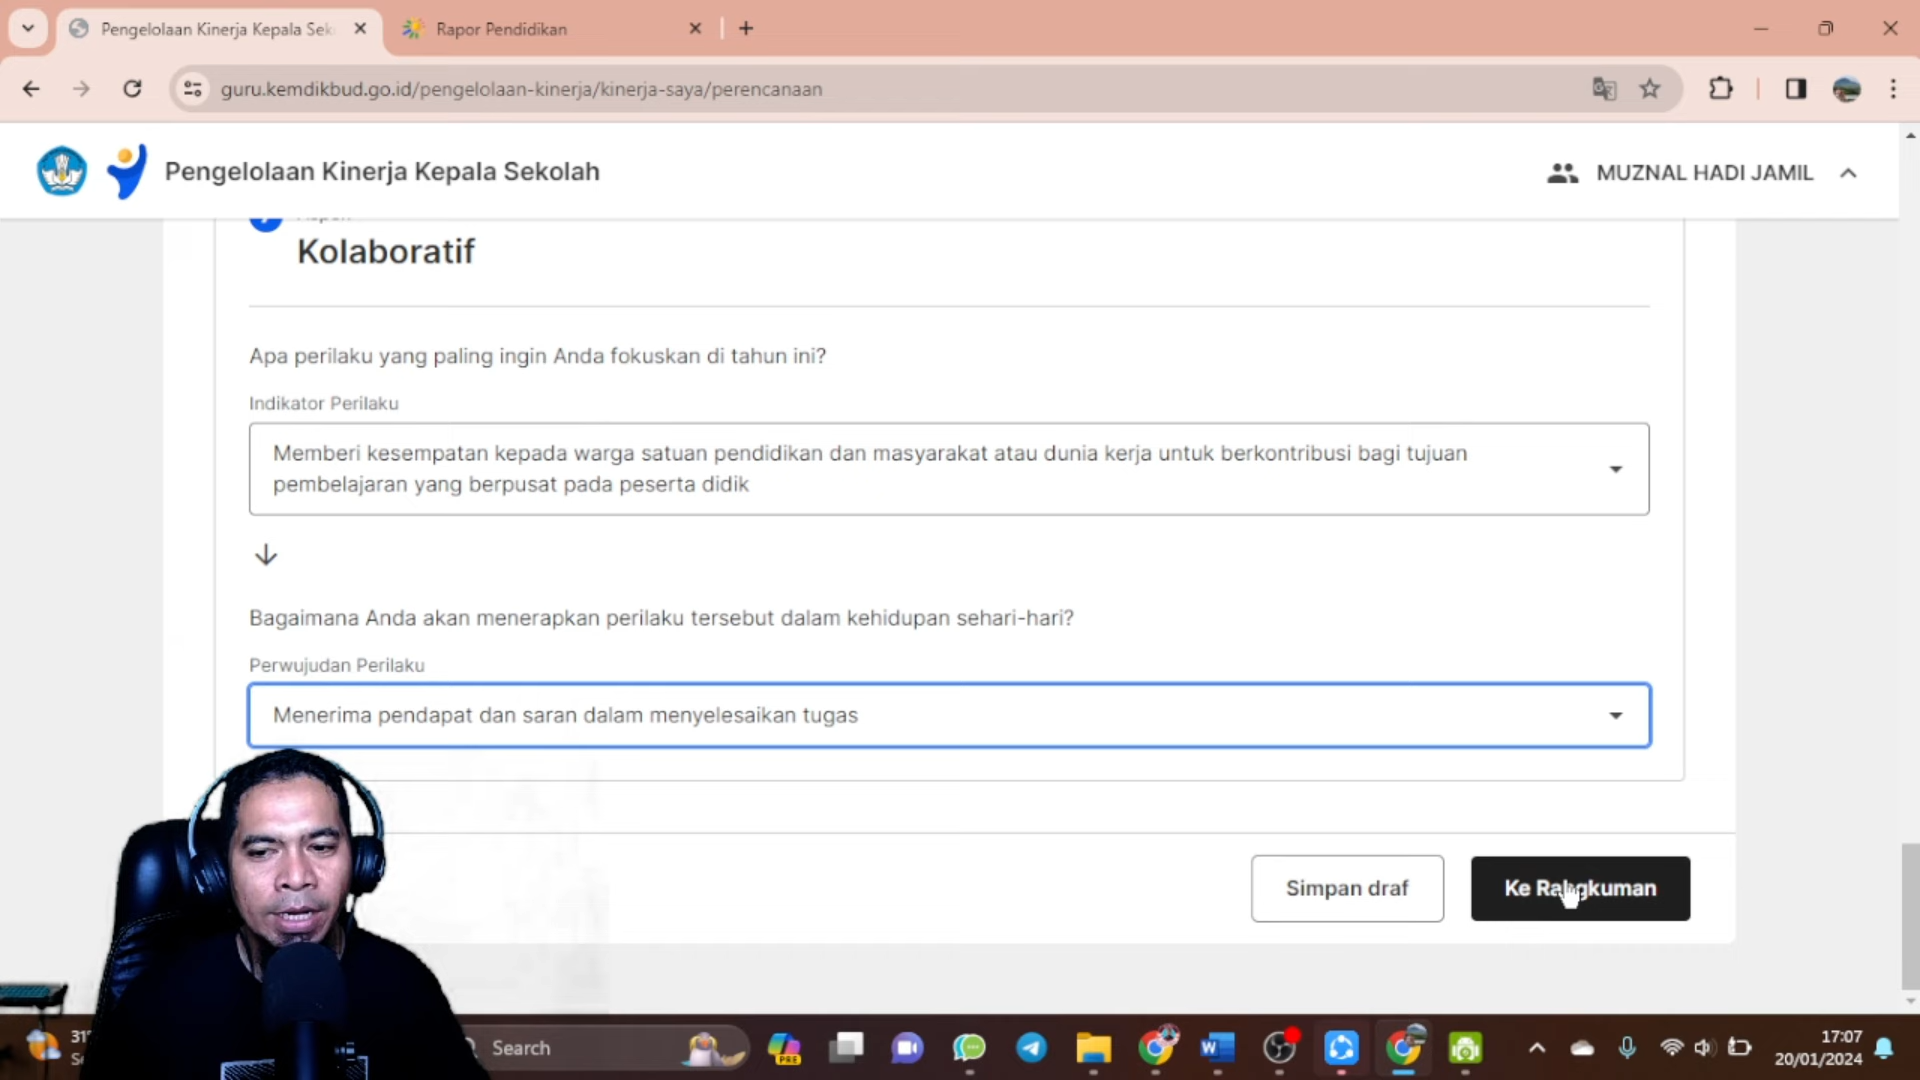 Pengelolaan Kinerja Kepala Sek
Rapor Pendidikan
guru.kemdikbud.go.id/pengelolaan-kinerja/kinerja-saya/perencanaan
Pengelolaan Kinerja Kepala Sekolah
MUZNAL HADI JAMIL
Kolaboratif
Apa perilaku yang paling ingin Anda fokuskan di tahun ini?
Indikator Perilaku
Memberi kesempatan kepada warga satuan pendidikan dan masyarakat atau dunia kerja untuk berkontribusi bagi tujuan
pembelajaran yang berpusat pada peserta didik
Bagaimana Anda akan menerapkan perilaku tersebut dalam kehidupan sehari-hari?
Perwujudan Perilaku
Menerima pendapat dan saran dalam menyelesaikan tugas
Simpan draf
Ke Rangkuman
Search
PRE
17:07
20/01/2024